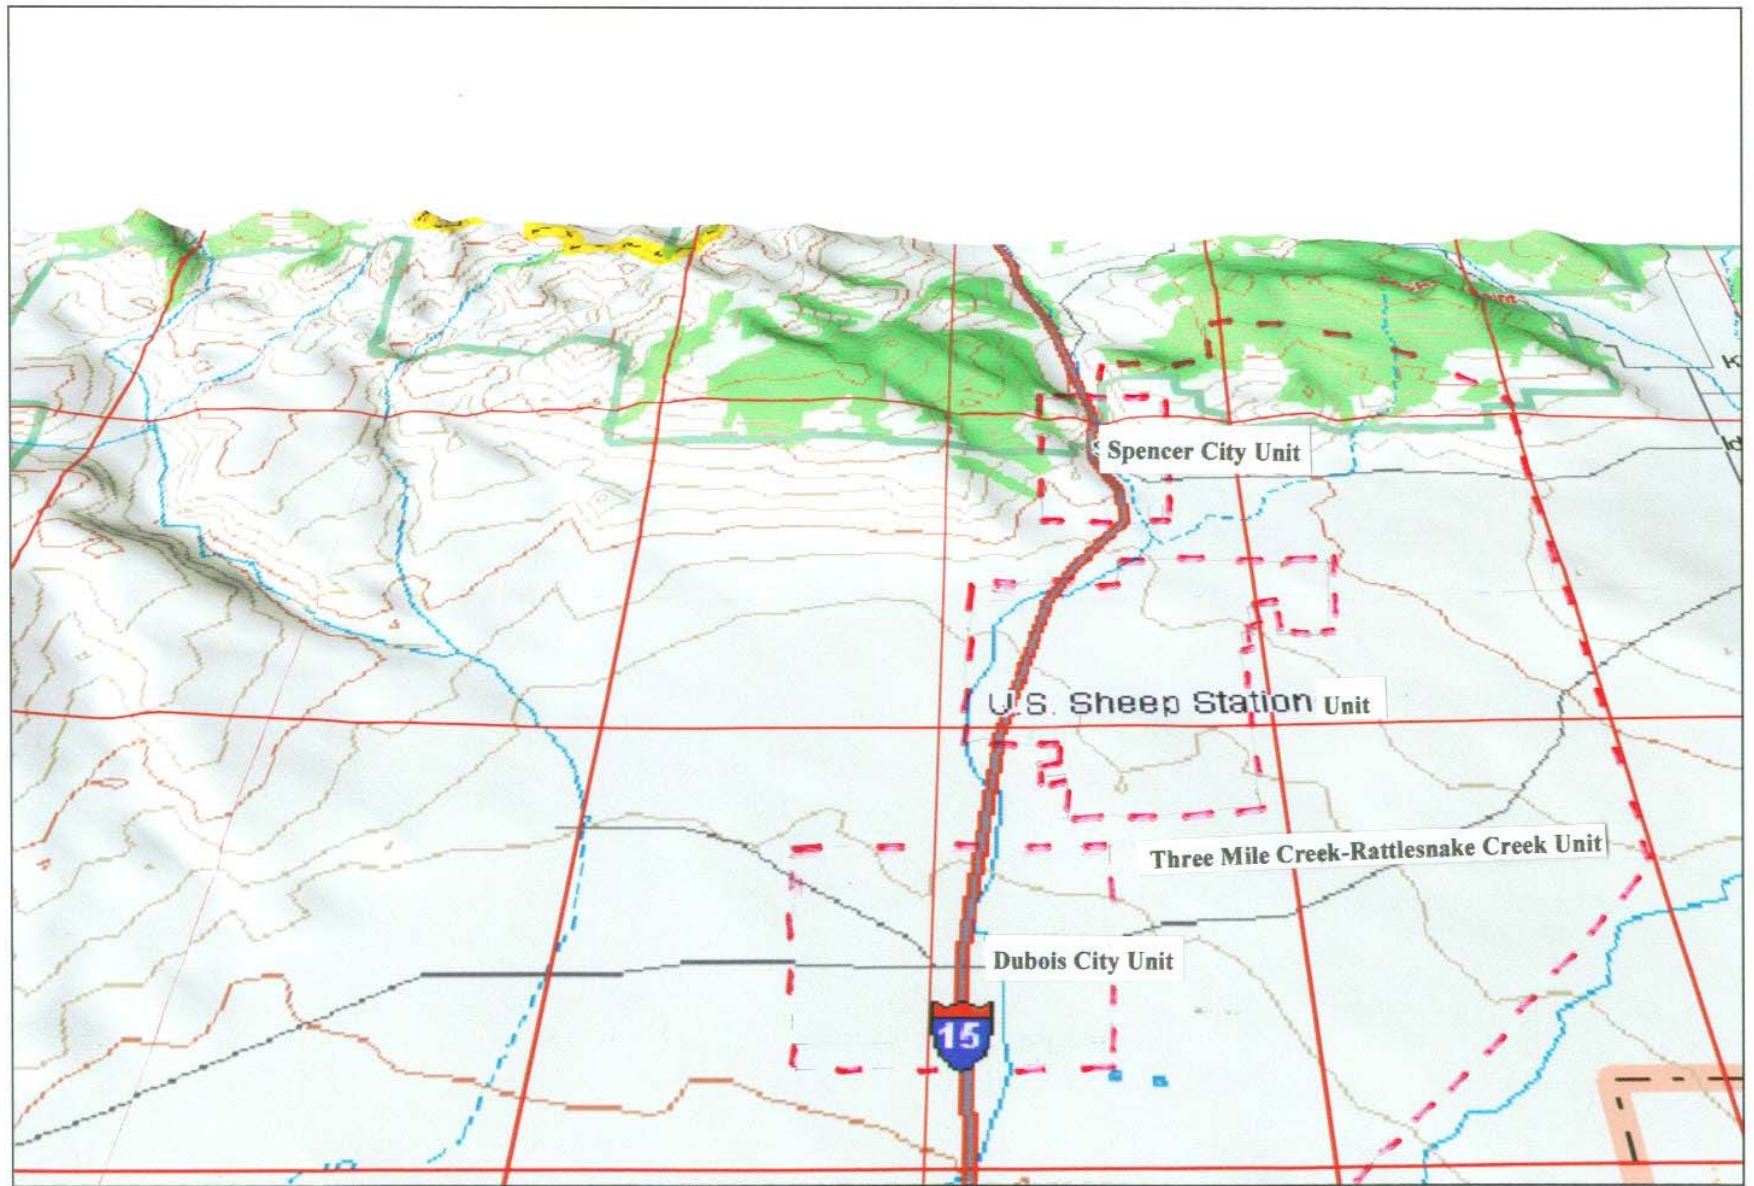 Spencer City Unit
U.S. Sheep Station Unit
Three Mile Creek-Rattlesnake Creek Unit
Dubois City Unit
15